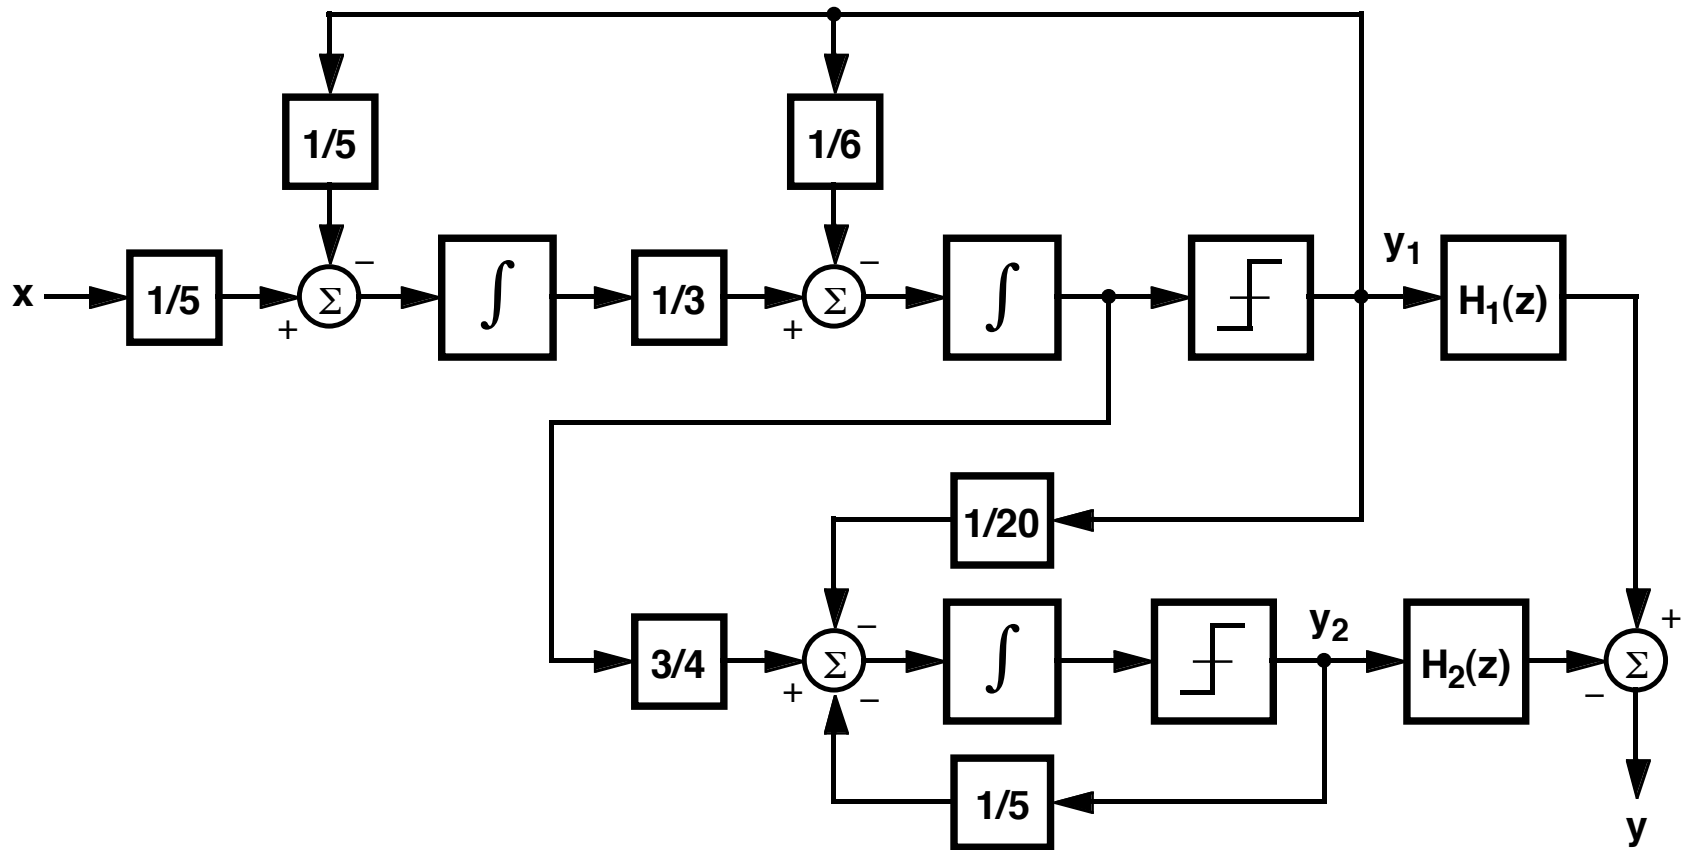 1/5
1/6
x
1/5
− + Σ
∫
1/3
− + Σ
∫
y1
H1(z)
1/20
3/4
− + − Σ
∫
y2
H2(z)
+ − Σ
1/5
y